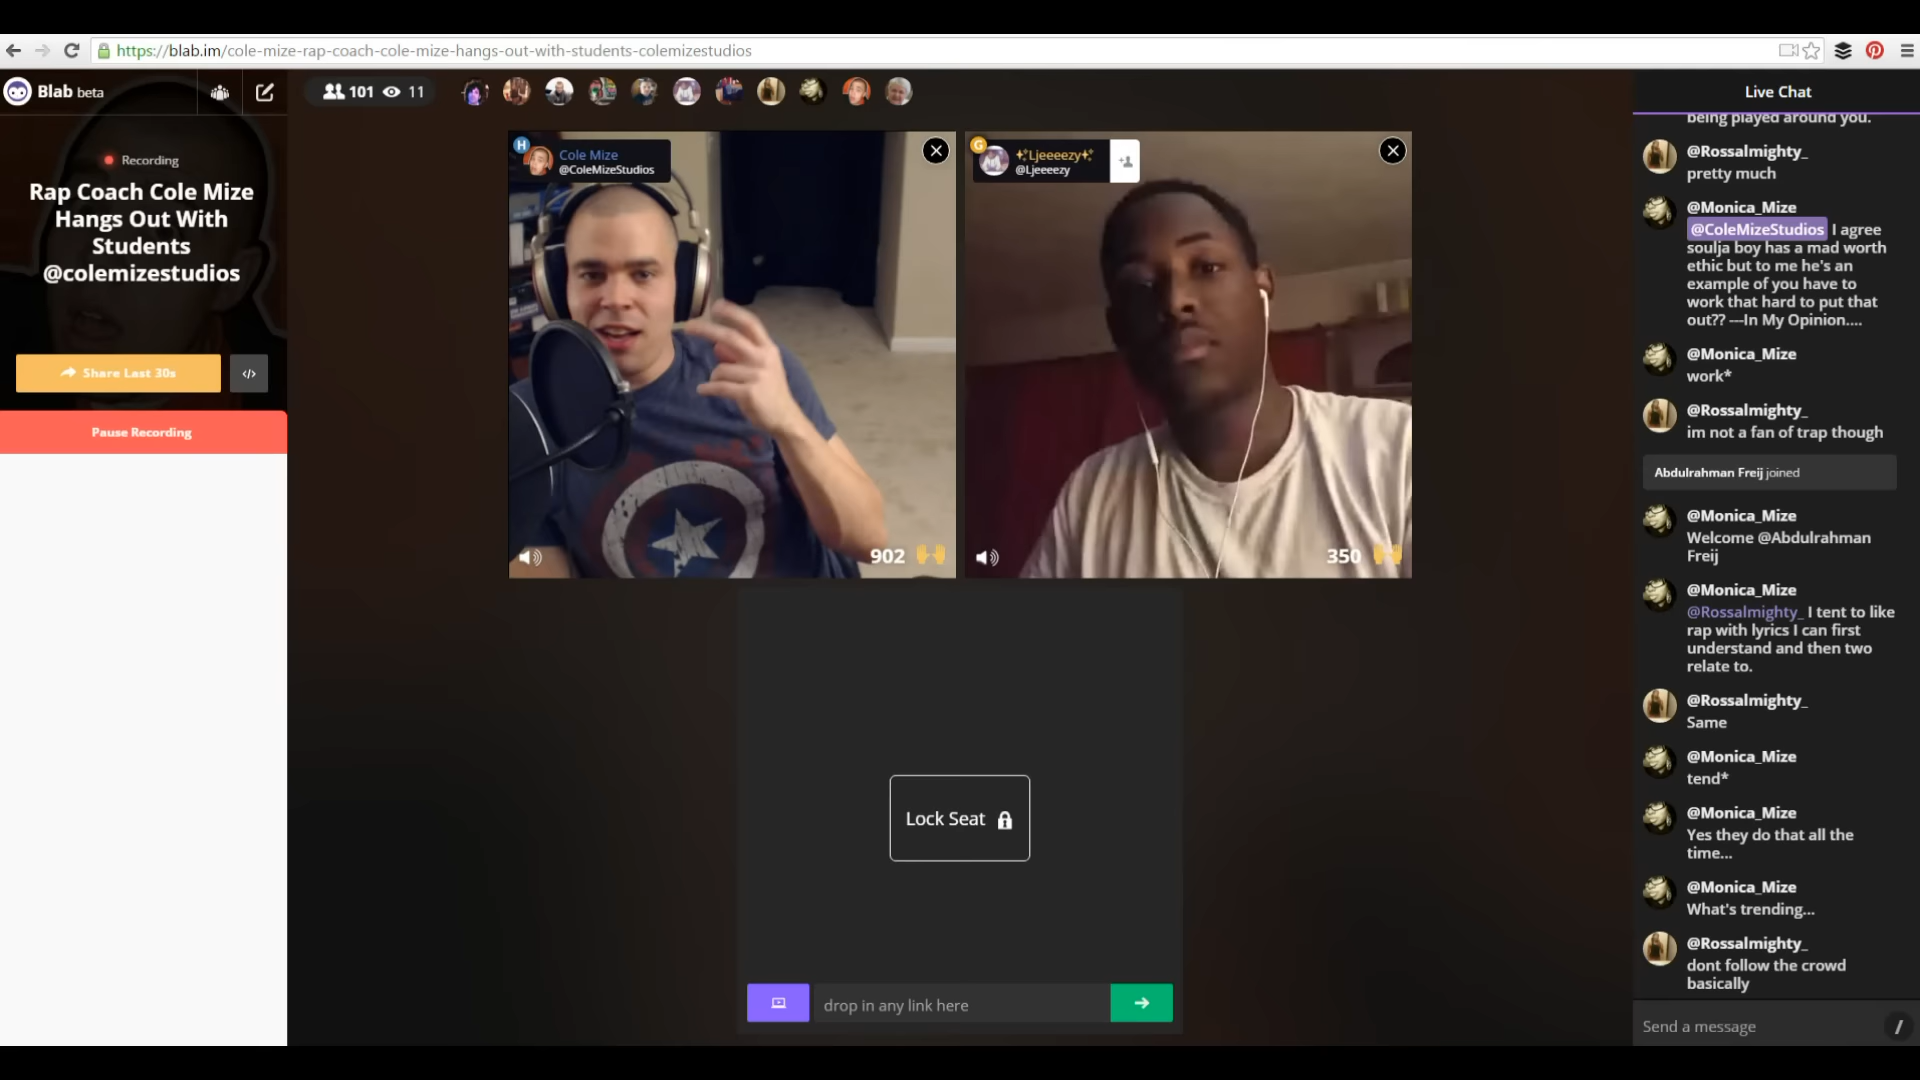 https://blab.im/cole-mize-rap-coach-cole-mize-hangs-out-with-students-colemizestudios
Blab beta
101 11
Recording
Rap Coach Cole Mize
Hangs Out With
Students
@colemizestudios
Share Last 30s
</>
Pause Recording
H
Cole Mize
@ColeMizeStudios
902
G
Ljeeeezy
@Ljeeeezy
350
Lock Seat
drop in any link here
Live Chat
being played around you.
@Rossalmighty_
pretty much
@Monica_Mize
@ColeMizeStudios I agree
soulja boy has a mad worth
ethic but to me he's an
example of you have to
work that hard to put that
out?? ---In My Opinion....
@Monica_Mize
work*
@Rossalmighty_
im not a fan of trap though
Abdulrahman Freij joined
@Monica_Mize
Welcome @Abdulrahman
Freij
@Monica_Mize
@Rossalmighty_ I tent to like
rap with lyrics I can first
understand and then two
relate to.
@Rossalmighty_
Same
@Monica_Mize
tend*
@Monica_Mize
Yes they do that all the
time...
@Monica_Mize
What's trending...
@Rossalmighty_
dont follow the crowd
basically
Send a message
/